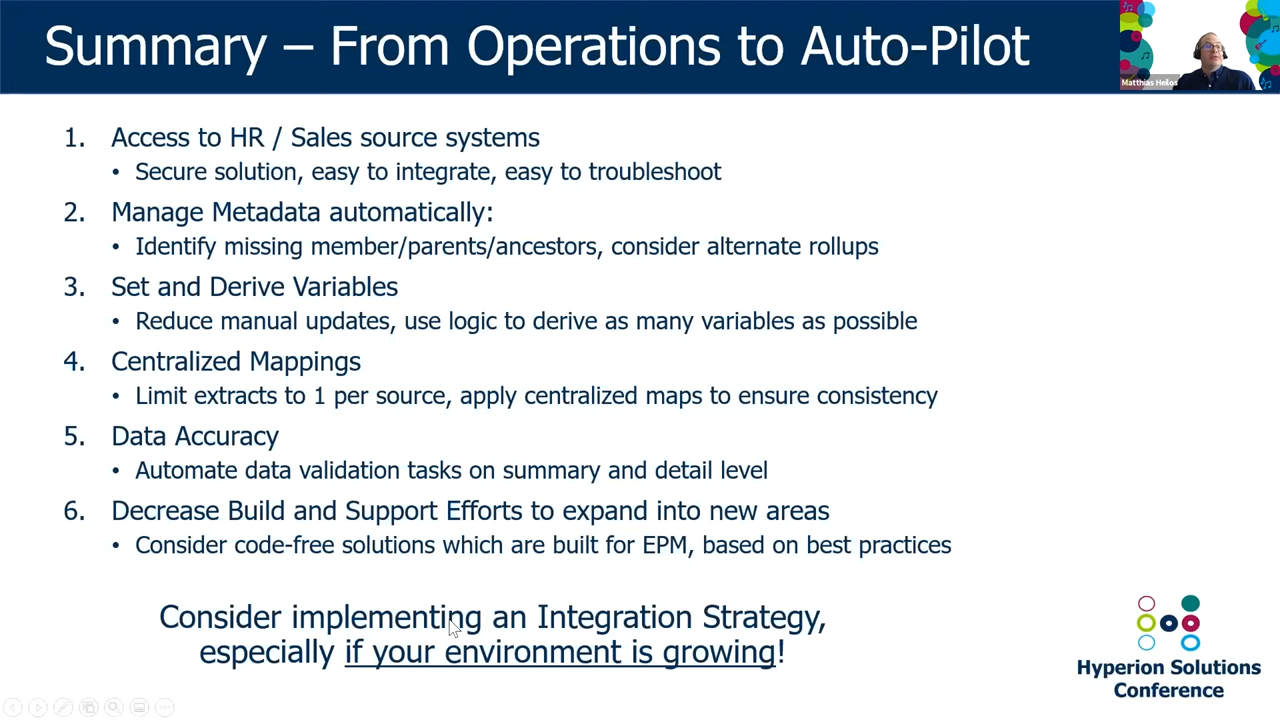 Summary – From Operations to Auto-Pilot
Matthias Heilos
1. Access to HR / Sales source systems
• Secure solution, easy to integrate, easy to troubleshoot
2. Manage Metadata automatically:
• Identify missing member/parents/ancestors, consider alternate rollups
3. Set and Derive Variables
• Reduce manual updates, use logic to derive as many variables as possible
4. Centralized Mappings
• Limit extracts to 1 per source, apply centralized maps to ensure consistency
5. Data Accuracy
• Automate data validation tasks on summary and detail level
6. Decrease Build and Support Efforts to expand into new areas
• Consider code-free solutions which are built for EPM, based on best practices
Consider implementing an Integration Strategy,
especially if your environment is growing!
Hyperion Solutions
Conference